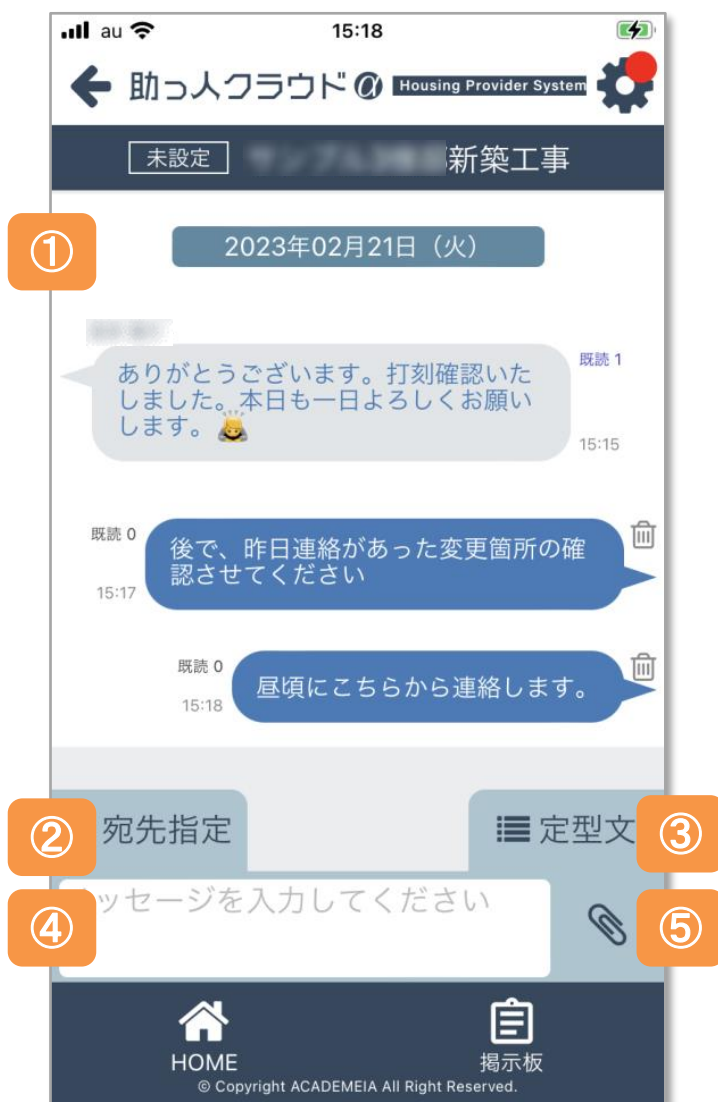 au 15:18
助っ人クラウド α Housing Provider System
未設定 新築工事
①
2023年02月21日（火）
ありがとうございます。打刻確認いた
しました。本日も一日よろしくお願い
します。🙇
既読 1
15:15
既読 0
後で、昨日連絡があった変更箇所の確
認させてください
15:17
既読 0
昼頃にこちらから連絡します。
15:18
② 宛先指定
定型文 ③
④ ッセージを入力してください
⑤
HOME
掲示板
© Copyright ACADEMEIA All Right Reserved.